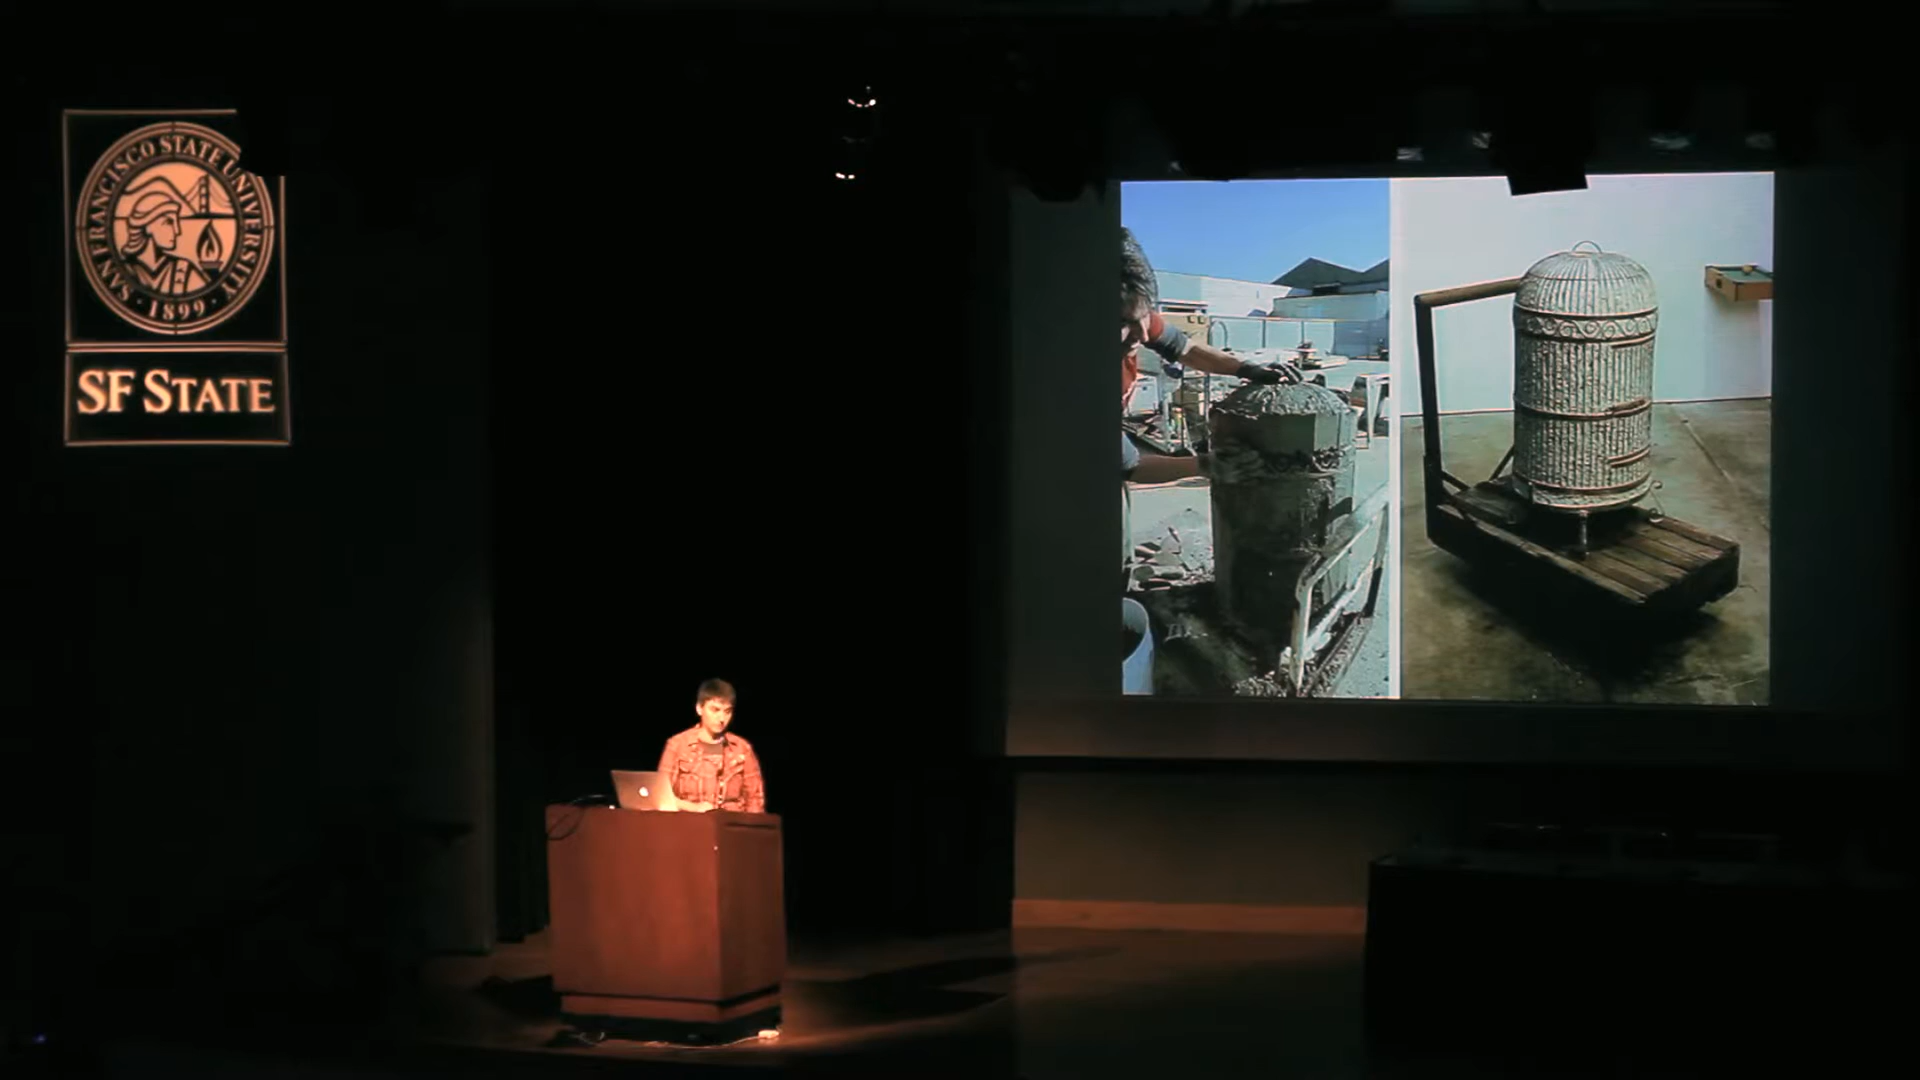 SAN FRANCISCO STATE UNIVERSITY
· 1899 ·
SF STATE